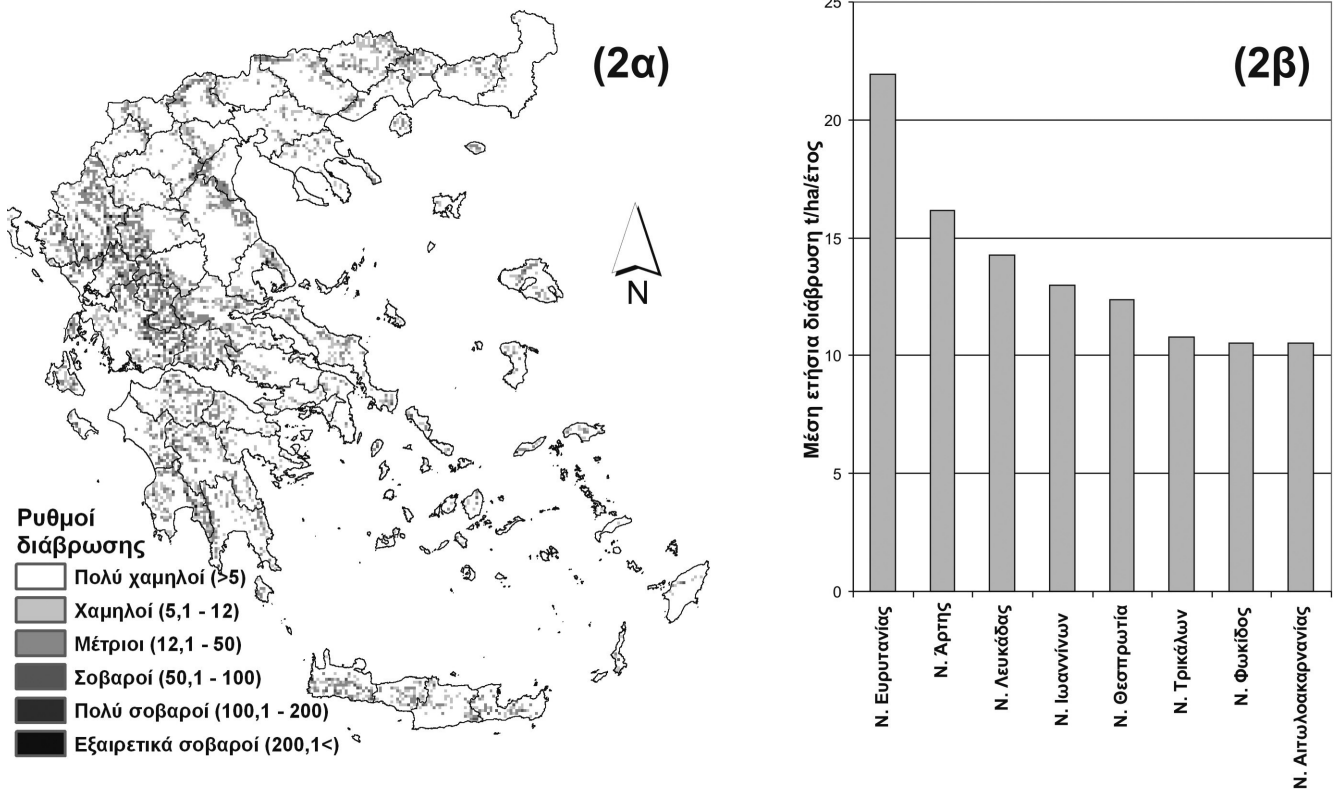 (2α)
N
Ρυθμοί
διάβρωσης
Πολύ χαμηλοί (>5)
Χαμηλοί (5,1 - 12)
Μέτριοι (12,1 - 50)
Σοβαροί (50,1 - 100)
Πολύ σοβαροί (100,1 - 200)
Εξαιρετικά σοβαροί (200,1<)
(2β)
Μέση ετήσια διάβρωση t/ha/έτος
25
20
15
10
5
0
Ν. Ευρυτανίας
Ν. Άρτης
Ν. Λευκάδας
Ν. Ιωαννίνων
Ν. Θεσπρωτία
Ν. Τρικάλων
Ν. Φωκίδος
Ν. Αιτωλοακαρνανίας